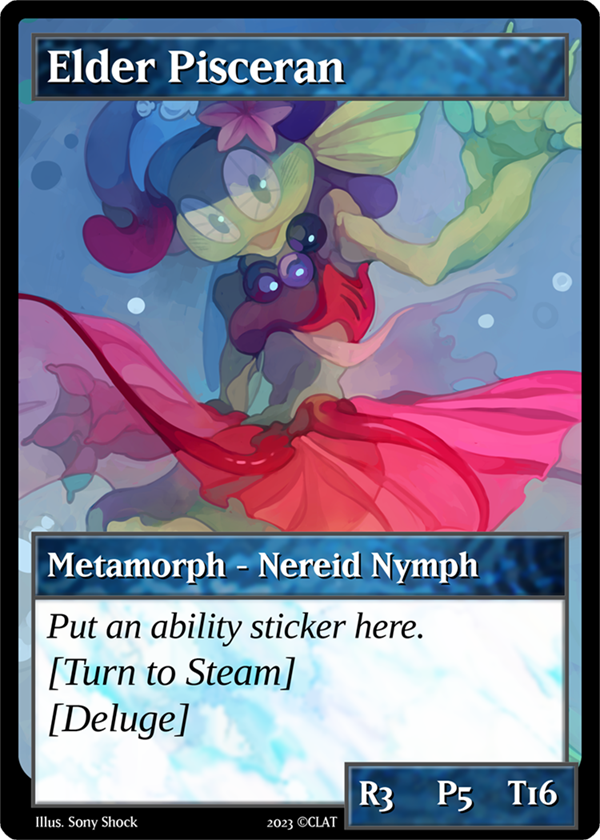 Elder Pisceran
Metamorph - Nereid Nymph
Put an ability sticker here.
[Turn to Steam]
[Deluge]
R3 P5 T16
Illus. Sony Shock 2023 ©CLAT